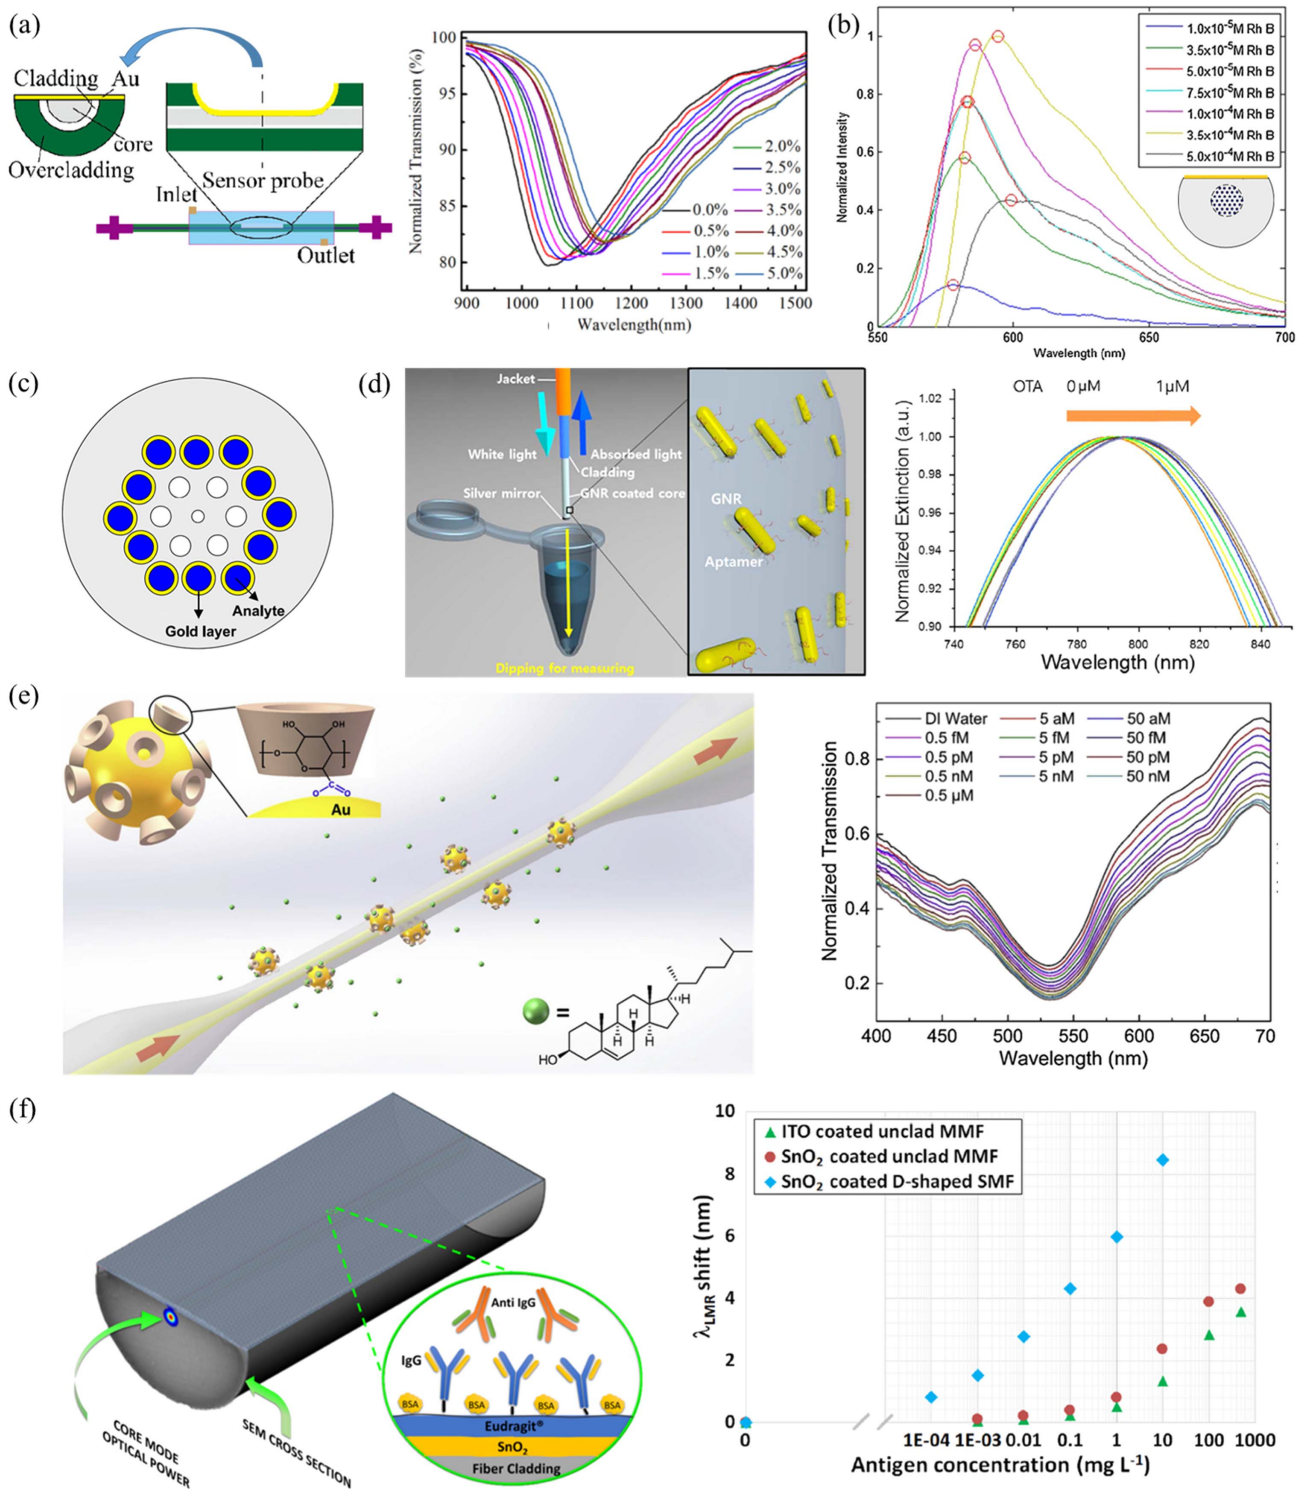 (a)
Cladding
Au
core
Overcladding
Sensor probe
Inlet
Outlet
Normalized Transmission (%)
100
95
90
85
80
2.0%
2.5%
3.0%
0.0%
3.5%
0.5%
4.0%
1.0%
4.5%
1.5%
5.0%
900
1000
1100
1200
1300
1400
1500
Wavelength(nm)
(b)
Normalized Intensity
1
0.8
0.6
0.4
0.2
0
1.0x10⁻⁵M Rh B
3.5x10⁻⁵M Rh B
5.0x10⁻⁵M Rh B
7.5x10⁻⁵M Rh B
1.0x10⁻⁴M Rh B
3.5x10⁻⁴M Rh B
5.0x10⁻⁴M Rh B
550
600
650
700
Wavelength (nm)
(c)
Analyte
Gold layer
(d)
Jacket
White light
Absorbed light
Cladding
Silver mirror
GNR coated core
GNR
Aptamer
Dipping for measuring
Normalized Extinction (a.u.)
OTA
0 μM
1μM
1.02
1.00
0.98
0.96
0.94
0.92
0.90
740
760
780
800
820
840
Wavelength (nm)
(e)
HO
OH
O
O
O
O
Au
=
H
H
H
H
HO
Normalized Transmission
0.8
0.6
0.4
0.2
DI Water
5 aM
50 aM
0.5 fM
5 fM
50 fM
0.5 pM
5 pM
50 pM
0.5 nM
5 nM
50 nM
0.5 μM
400
450
500
550
600
650
70
Wavelength (nm)
(f)
CORE MODE
OPTICAL POWER
SEM CROSS SECTION
Anti IgG
IgG
BSA
BSA
BSA
BSA
Eudragit®
SnO₂
Fiber Cladding
λLMR shift (nm)
10
8
6
4
2
0
ITO coated unclad MMF
SnO₂ coated unclad MMF
SnO₂ coated D-shaped SMF
0
1E-04
1E-03
0.01
0.1
1
10
100
1000
Antigen concentration (mg L⁻¹)